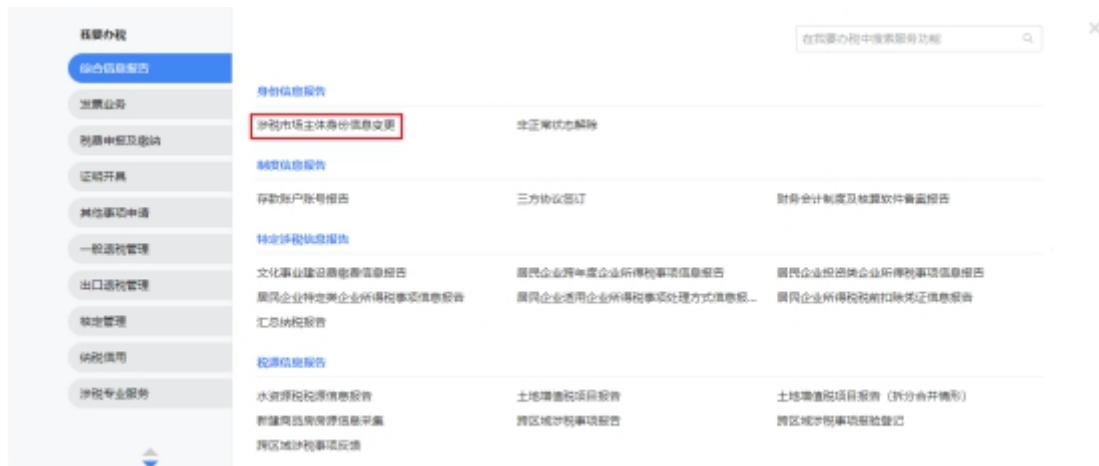 我要办税
在我要办税中搜索服务功能
综合信息报告
发票业务
税费申报及缴纳
证明开具
其他事项申请
一般退税管理
出口退税管理
核定管理
纳税信用
涉税专业服务
身份信息报告
涉税市场主体身份信息变更 非正常状态解除
制度信息报告
存款账户账号报告 三方协议签订 财务会计制度及核算软件备案报告
特定涉税信息报告
文化事业建设费缴费信息报告 居民企业跨年度企业所得税事项信息报告 居民企业投资类企业所得税事项信息报告
居民企业特定类企业所得税事项信息报告 居民企业适用企业所得税事项处理方式信息报... 居民企业所得税税前扣除凭证信息报告
汇总纳税报告
税源信息报告
水资源税税源信息报告 土地增值税项目报告 土地增值税项目报告（拆分合并情形）
新建商品房房源信息采集 跨区域涉税事项报告 跨区域涉税事项报验登记
跨区域涉税事项反馈